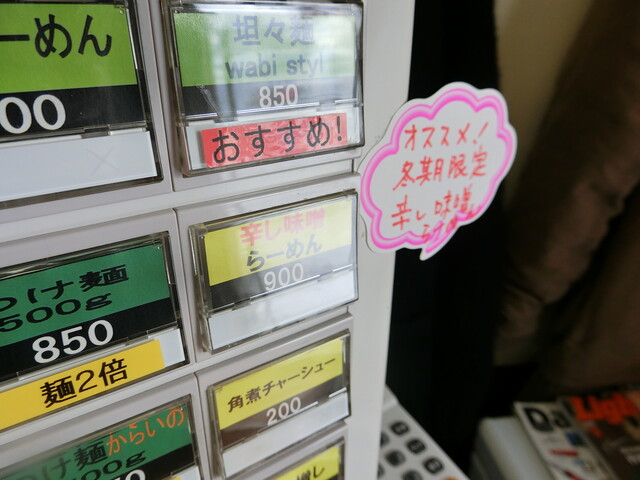 ーめん
00
坦々麺
wabi styl
850
おすすめ!
オススメ!
冬期限定
辛し味噌
辛し味噌
らーめん
900
つけ麺
500g
850
麺2倍
角煮チャーシュー
200
つけ麺からいの
00g
増し